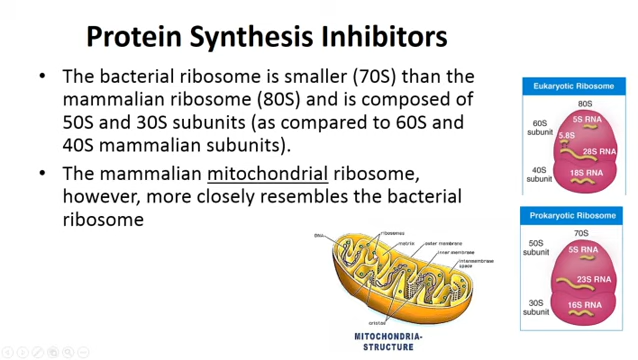 Protein Synthesis Inhibitors
• The bacterial ribosome is smaller (70S) than the
mammalian ribosome (80S) and is composed of
50S and 30S subunits (as compared to 60S and
40S mammalian subunits).
• The mammalian mitochondrial ribosome,
however, more closely resembles the bacterial
ribosome
Eukaryotic Ribosome
80S
60S
subunit
5S RNA
5.8S
28S RNA
40S
subunit
18S RNA
Prokaryotic Ribosome
70S
50S
subunit
5S RNA
23S RNA
30S
subunit
16S RNA
DNA
ribosomes
matrix
outer membrane
inner membrane
intermembrane
space
cristae
MITOCHONDRIA-
STRUCTURE